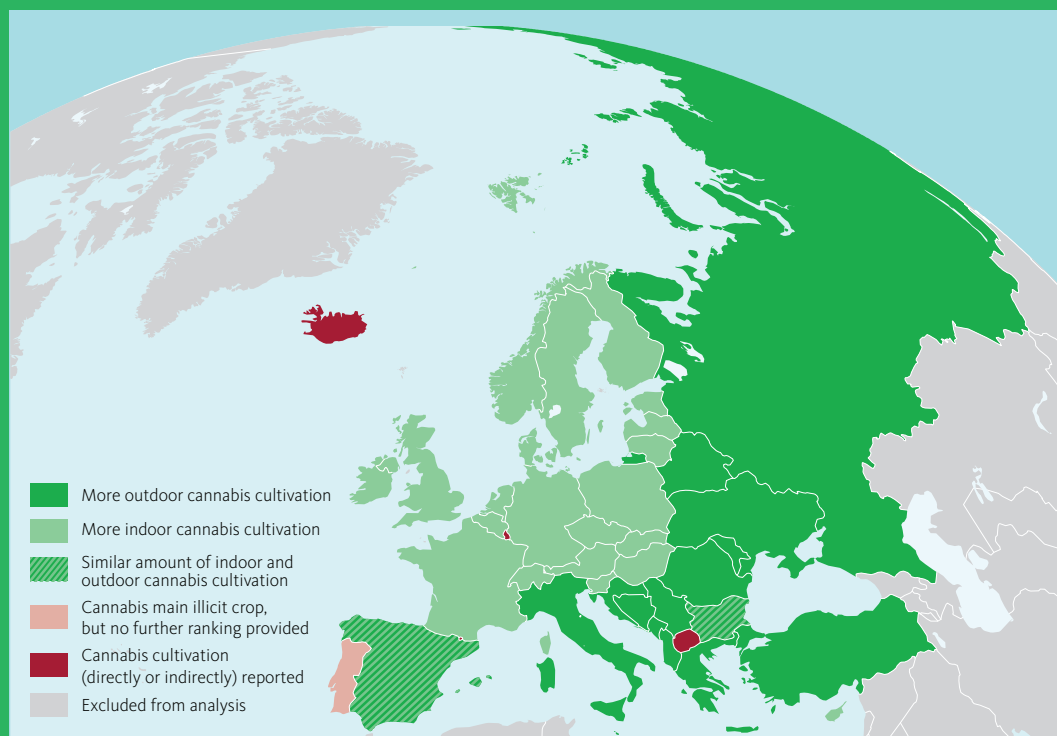 More outdoor cannabis cultivation
More indoor cannabis cultivation
Similar amount of indoor and
outdoor cannabis cultivation
Cannabis main illicit crop,
but no further ranking provided
Cannabis cultivation
(directly or indirectly) reported
Excluded from analysis